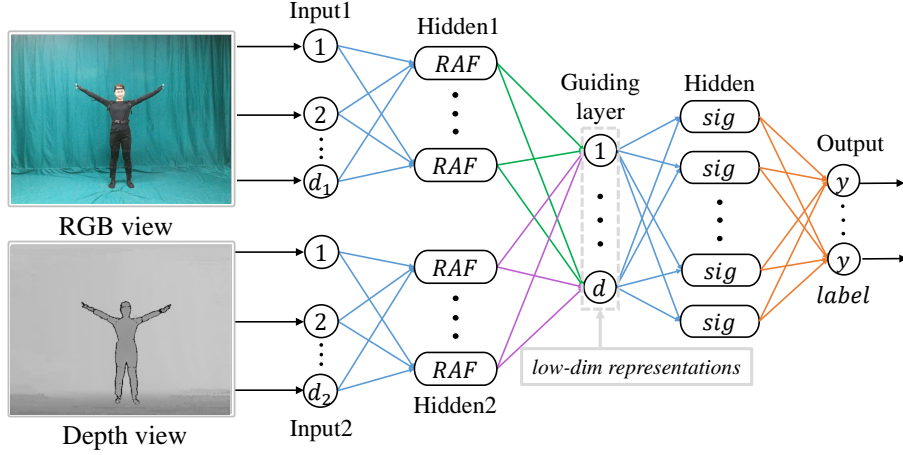 Input1
1
2
d₁
RGB view
Hidden1
RAF
RAF
1
2
d₂
Input2
Depth view
RAF
RAF
Hidden2
Guiding
layer
1
d
low-dim representations
Hidden
sig
sig
sig
sig
Output
y
y
label